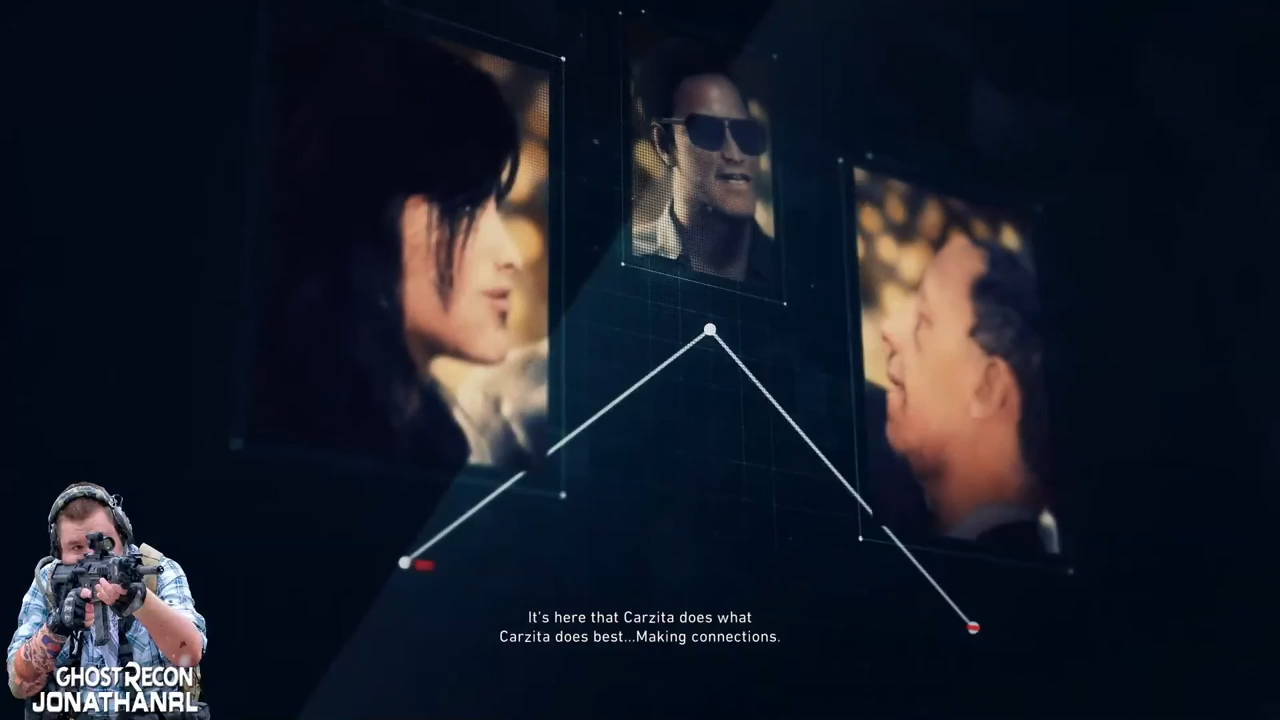 It's here that Carzita does what
Carzita does best...Making connections.
GHOST RECON
JONATHANRL